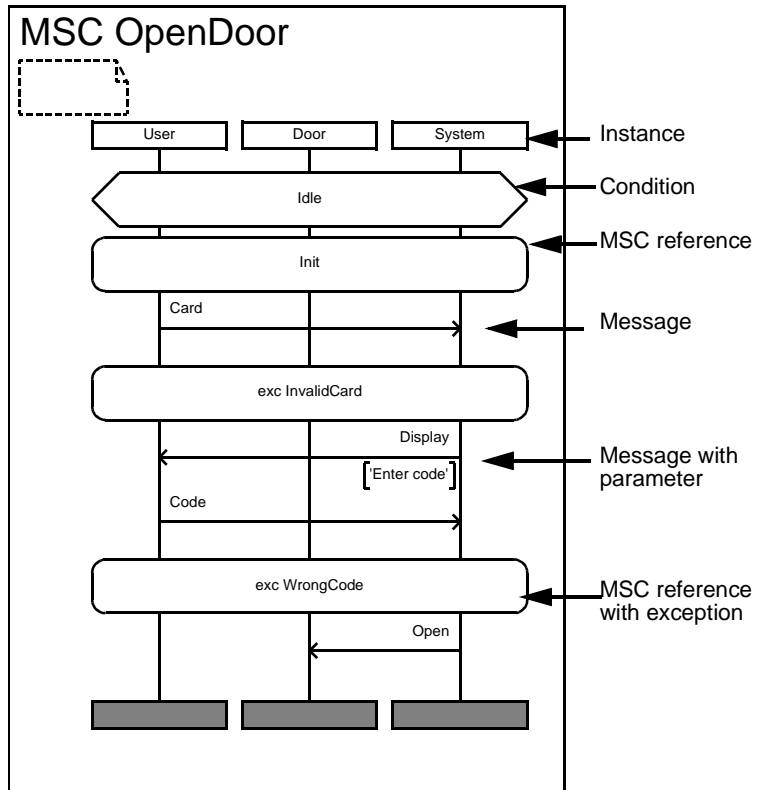 MSC OpenDoor
User
Door
System
Instance
Idle
Condition
Init
MSC reference
Card
Message
exc InvalidCard
Display
'Enter code'
Message with
parameter
Code
exc WrongCode
MSC reference
with exception
Open